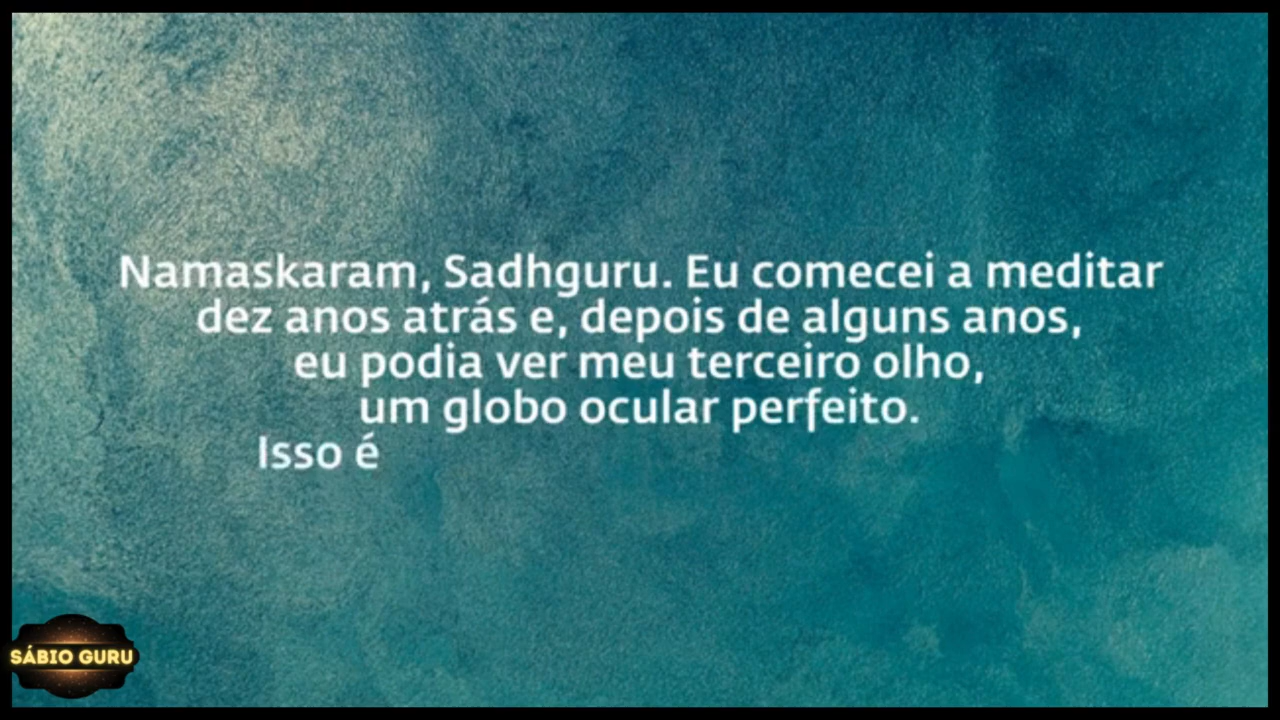 Namaskaram, Sadhguru. Eu comecei a meditar
dez anos atrás e, depois de alguns anos,
eu podia ver meu terceiro olho,
um globo ocular perfeito.
Isso é
SÁBIO GURU